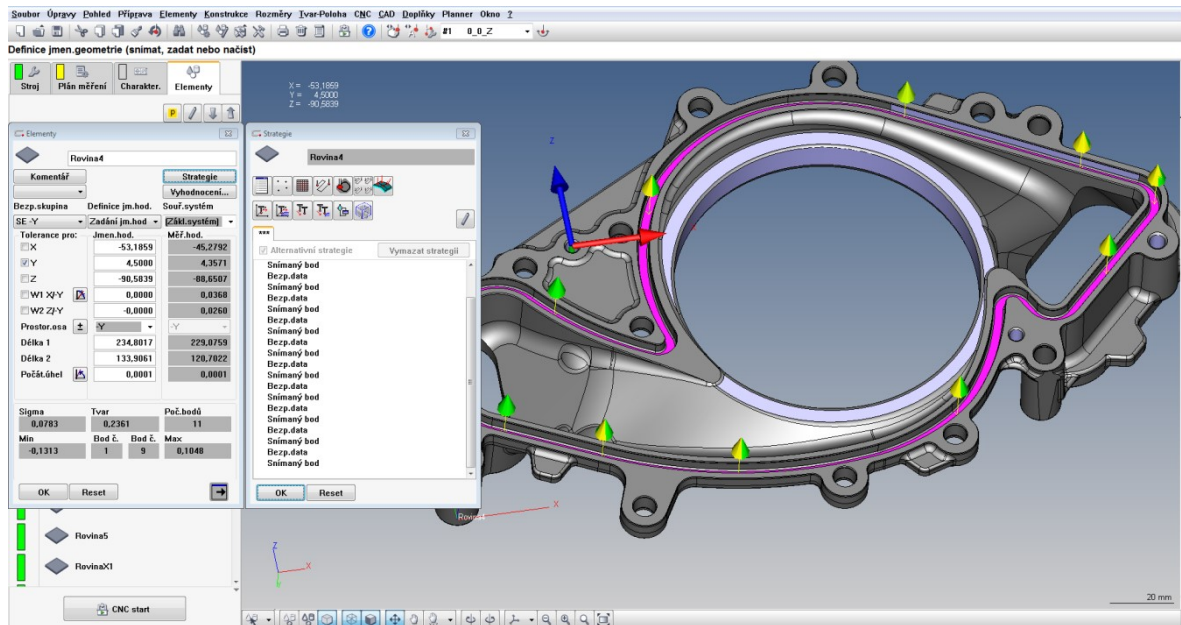 Soubor Úpravy Pohled Příprava Elementy Konstrukce Rozměry Tvar-Poloha CNC CAD Doplňky Planner Okno ?
#1 0_0_Z
Definice jmen.geometrie (snímat, zadat nebo načíst)
Stroj Plán měření Charakter. Elementy
X = -53,1859
Y = 4,5000
Z = -90,5839
Elementy
Rovina4
Komentář Strategie
Vyhodnocení...
Bezp.skupina Definice jm.hod. Souř.systém
SE -Y Zadání jm.hod (Zákl.systém)
Tolerance pro: Jmen.hod. Měř.hod.
X -53,1859 -45,2792
Y 4,5000 4,3571
Z -90,5839 -88,6507
W1 X/-Y 0,0000 0,0368
W2 Z/-Y -0,0000 0,0260
Prostor.osa ± -Y -Y
Délka 1 234,8017 229,0759
Délka 2 133,9061 120,7022
Počát.úhel 0,0001 0,0001
Sigma Tvar Poč.bodů
0,0783 0,2361 11
Min Bod č. Bod č. Max
-0,1313 1 9 0,1048
OK Reset
Strategie
Rovina4
***
Alternativní strategie Vymazat strategii
Snímaný bod
Bezp.data
Snímaný bod
Bezp.data
Snímaný bod
Bezp.data
Snímaný bod
Bezp.data
Snímaný bod
Bezp.data
Snímaný bod
Bezp.data
Snímaný bod
Bezp.data
Snímaný bod
Bezp.data
Snímaný bod
Bezp.data
Snímaný bod
OK Reset
Rovina5
RovinaX1
CNC start
Z
X
Z
X
Y
20 mm